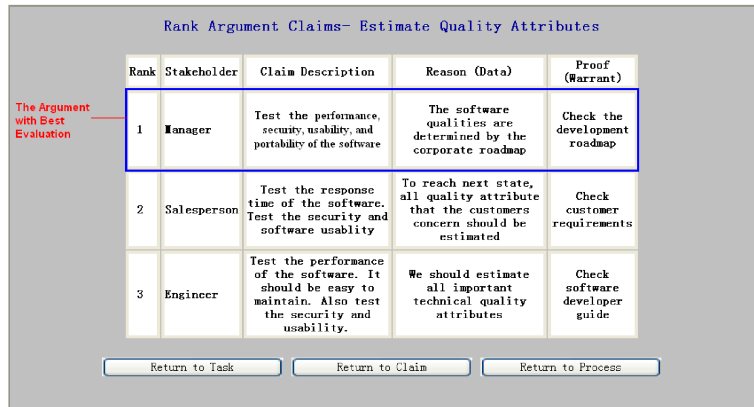 Rank Argument Claims- Estimate Quality Attributes
Rank Stakeholder Claim Description Reason (Data) Proof (Warrant)
The Argument
with Best
Evaluation
1 Manager
Test the performance,
security, usability, and
portability of the software
The software
qualities are
determined by the
corporate roadmap
Check the
development
roadmap
2 Salesperson
Test the response
time of the software.
Test the security and
software usablity
To reach next state,
all quality attribute
that the customers
concern should be
estimated
Check
customer
requirements
3 Engineer
Test the performance
of the software. It
should be easy to
maintain. Also test
the security and
usability.
We should estimate
all important
technical quality
attributes
Check
software
developer
guide
Return to Task Return to Claim Return to Process